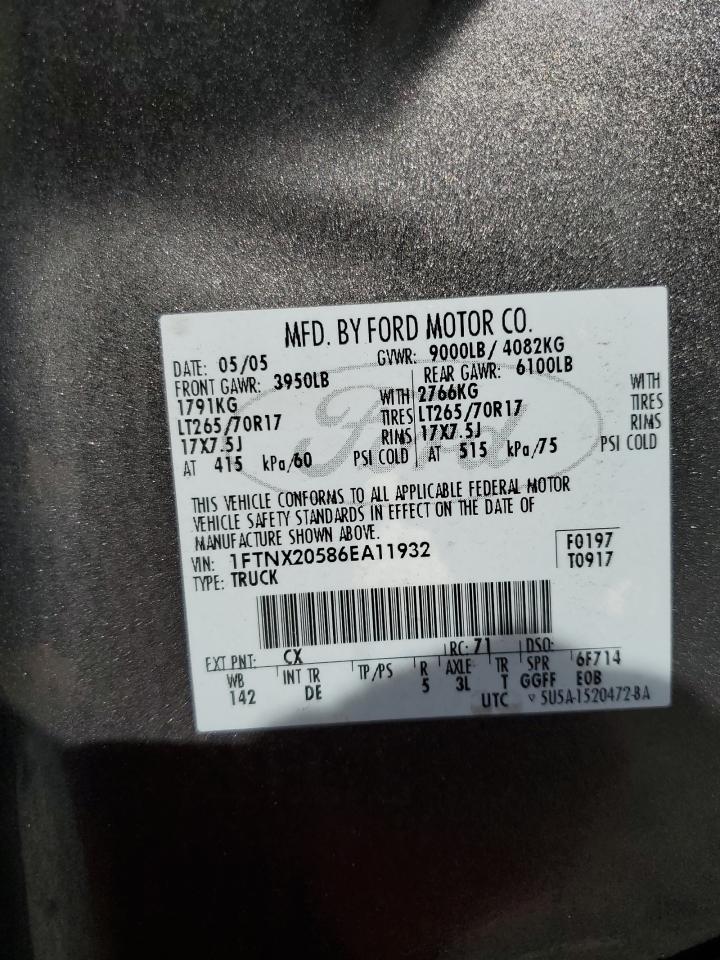 MFD. BY FORD MOTOR CO.
DATE: 05/05 GVWR: 9000LB/ 4082KG
FRONT GAWR: 3950LB REAR GAWR: 6100LB
1791KG WITH 2766KG WITH
LT265/70R17 TIRES LT265/70R17 TIRES
17X7.5J RIMS 17X7.5J RIMS
AT 415 kPa/60 PSI COLD AT 515 kPa/75 PSI COLD
Ford
THIS VEHICLE CONFORMS TO ALL APPLICABLE FEDERAL MOTOR
VEHICLE SAFETY STANDARDS IN EFFECT ON THE DATE OF
MANUFACTURE SHOWN ABOVE.
VIN: 1FTNX20586EA11932 F0197
TYPE: TRUCK T0917
EXT PNT: CX RC: 71 DSO:
WB INT TR TP/PS R AXLE TR SPR 6F714
142 DE 5 3L T GGFF EOB
UTC ▽ 5U5A-1520472-BA